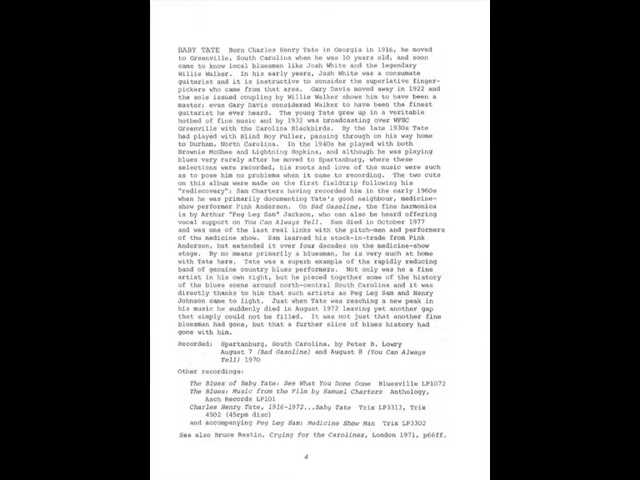 BABY TATE Born Charles Henry Tate in Georgia in 1916, he moved
to Greenville, South Carolina when he was 10 years old, and soon
came to know local bluesmen like Josh White and the legendary
Willie Walker. In his early years, Josh White was a consumate
guitarist and it is instructive to consider the superlative finger-
pickers who came from that area. Gary Davis moved away in 1922 and
the sole issued coupling by Willie Walker shows him to have been a
master; even Gary Davis considered Walker to have been the finest
guitarist he ever heard. The young Tate grew up in a veritable
hotbed of fine music and by 1932 was broadcasting over WFBC
Greenville with the Carolina Blackbirds. By the late 1930s Tate
had played with Blind Boy Fuller, passing through on his way home
to Durham, North Carolina. In the 1940s he played with both
Brownie McGhee and Lightning Hopkins, and although he was playing
blues very rarely after he moved to Spartanburg, where these
selections were recorded, his roots and love of the music were such
as to pose him no problems when it came to recording. The two cuts
on this album were made on the first fieldtrip following his
"rediscovery"; Sam Charters having recorded him in the early 1960s
when he was primarily documenting Tate's good neighbour, medicine-
show performer Pink Anderson. On Bad Gasoline, the fine harmonica
is by Arthur "Peg Leg Sam" Jackson, who can also be heard offering
vocal support on You Can Always Tell. Sam died in October 1977
and was one of the last real links with the pitch-men and performers
of the medicine show. Sam learned his stock-in-trade from Pink
Anderson, but extended it over four decades on the medicine-show
stage. By no means primarily a bluesman, he is very much at home
with Tate here. Tate was a superb example of the rapidly reducing
band of genuine country blues performers. Not only was he a fine
artist in his own right, but he pieced together some of the history
of the blues scene around north-central South Carolina and it was
directly thanks to him that such artists as Peg Leg Sam and Henry
Johnson came to light. Just when Tate was reaching a new peak in
his music he suddenly died in August 1972 leaving yet another gap
that simply could not be filled. It was not just that another fine
bluesman had gone, but that a further slice of blues history had
gone with him.
Recorded: Spartanburg, South Carolina, by Peter B. Lowry
August 7 (Bad Gasoline) and August 8 (You Can Always
Tell) 1970
Other recordings:
The Blues of Baby Tate: See What You Done Gone Bluesville LP1072
The Blues: Music from the Film by Samuel Charters Anthology,
Asch Records LP101
Charles Henry Tate, 1916-1972...Baby Tate Trix LP3313, Trix
4502 (45rpm disc)
and accompanying Peg Leg Sam: Medicine Show Man Trix LP3302
See also Bruce Bastin, Crying for the Carolines, London 1971, p66ff.
4